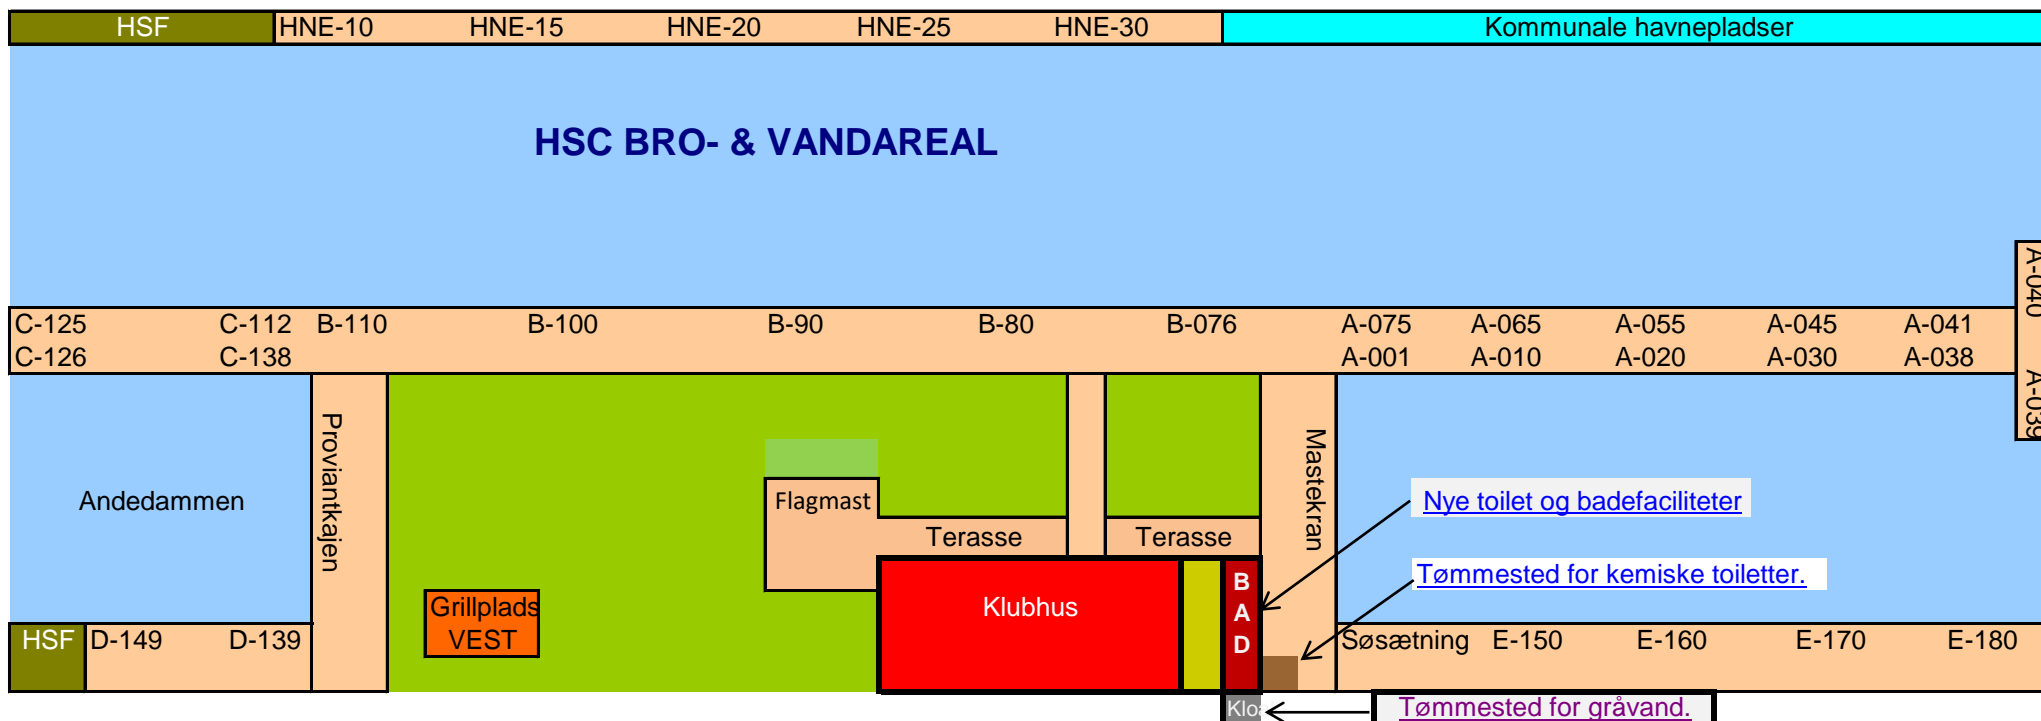 HSF HNE-10 HNE-15 HNE-20 HNE-25 HNE-30 Kommunale havnepladser
HSC BRO- & VANDAREAL
A-040
C-125 C-112 B-110 B-100 B-90 B-80 B-076 A-075 A-065 A-055 A-045 A-041
C-126 C-138 A-001 A-010 A-020 A-030 A-038
A-039
Proviantkajen
Mastekran
Andedammen
Flagmast
Nye toilet og badefaciliteter
Terasse Terasse
Tømmested for kemiske toiletter.
Grillplads
VEST
Klubhus
B
A
D
HSF D-149 D-139 Søsætning E-150 E-160 E-170 E-180
Tømmested for gråvand.